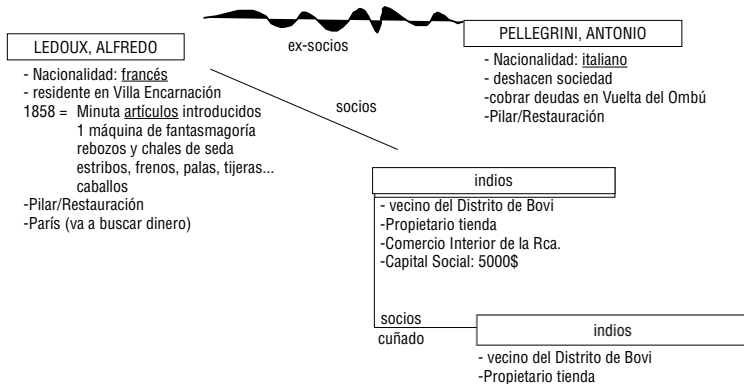 LEDOUX, ALFREDO
- Nacionalidad: francés
- residente en Villa Encarnación
1858 = Minuta artículos introducidos
1 máquina de fantasmagoría
rebozos y chales de seda
estribos, frenos, palas, tijeras...
caballos
-Pilar/Restauración
-París (va a buscar dinero)
ex-socios
PELLEGRINI, ANTONIO
- Nacionalidad: italiano
- deshacen sociedad
-cobrar deudas en Vuelta del Ombú
-Pilar/Restauración
socios
indios
- vecino del Distrito de Bovi
-Propietario tienda
-Comercio Interior de la Rca.
-Capital Social: 5000$
socios
cuñado
indios
- vecino del Distrito de Bovi
-Propietario tienda